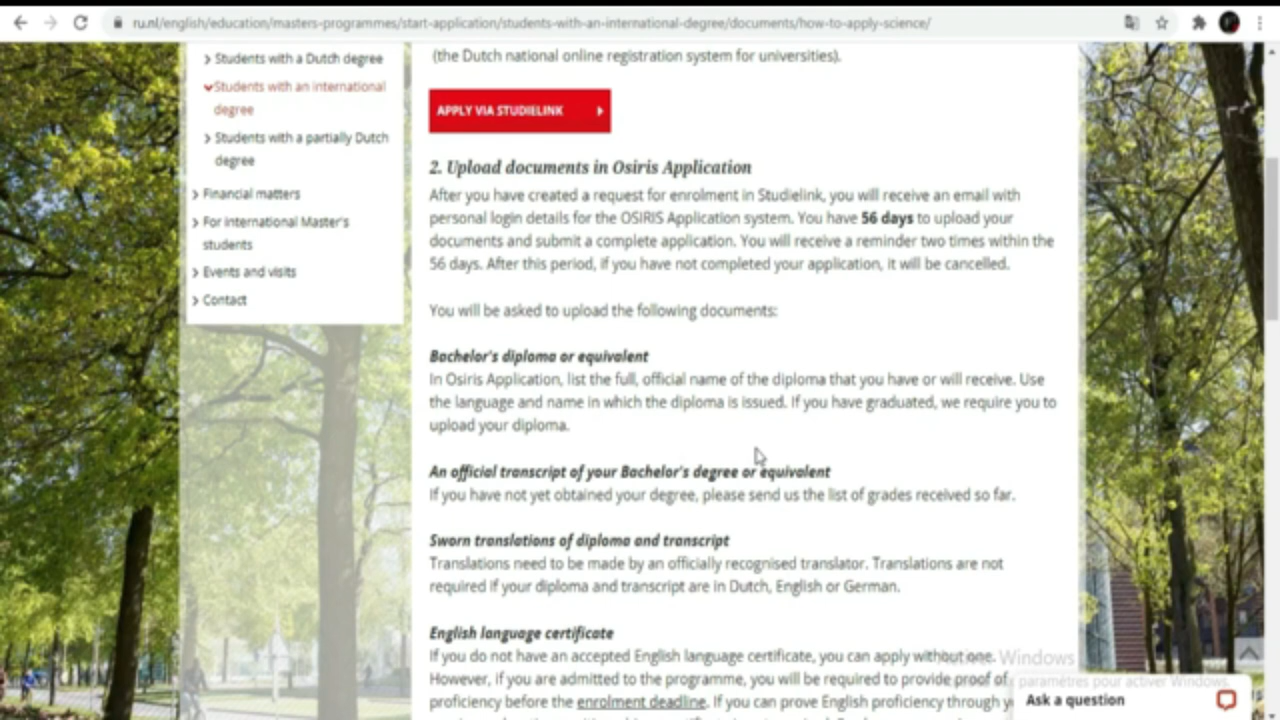 ru.nl/english/education/masters-programmes/start-application/students-with-an-international-degree/documents/how-to-apply-science/
Students with a Dutch degree
Students with an international
degree
Students with a partially Dutch
degree
Financial matters
For international Master's
students
Events and visits
Contact
(the Dutch national online registration system for universities).
APPLY VIA STUDIELINK
2. Upload documents in Osiris Application
After you have created a request for enrolment in Studielink, you will receive an email with
personal login details for the OSIRIS Application system. You have 56 days to upload your
documents and submit a complete application. You will receive a reminder two times within the
56 days. After this period, if you have not completed your application, it will be cancelled.
You will be asked to upload the following documents:
Bachelor's diploma or equivalent
In Osiris Application, list the full, official name of the diploma that you have or will receive. Use
the language and name in which the diploma is issued. If you have graduated, we require you to
upload your diploma.
An official transcript of your Bachelor's degree or equivalent
If you have not yet obtained your degree, please send us the list of grades received so far.
Sworn translations of diploma and transcript
Translations need to be made by an officially recognised translator. Translations are not
required if your diploma and transcript are in Dutch, English or German.
English language certificate
If you do not have an accepted English language certificate, you can apply without one.
However, if you are admitted to the programme, you will be required to provide proof of
proficiency before the enrolment deadline. If you can prove English proficiency through
Windows
paramètres pour activer Windows.
Ask a question